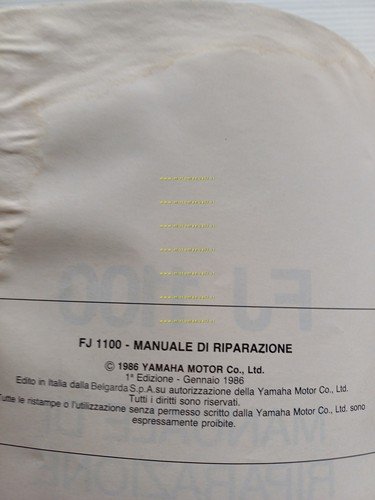 FJ 1100 - MANUALE DI RIPARAZIONE
© 1986 YAMAHA MOTOR Co., Ltd.
1ª Edizione - Gennaio 1986
Edito in Italia dalla Belgarda S.p.A. su autorizzazione della Yamaha Motor Co., Ltd.
Tutti i diritti sono riservati.
Tutte le ristampe o l'utilizzazione senza permesso scritto dalla Yamaha Motor Co., Ltd. sono
espressamente proibite.